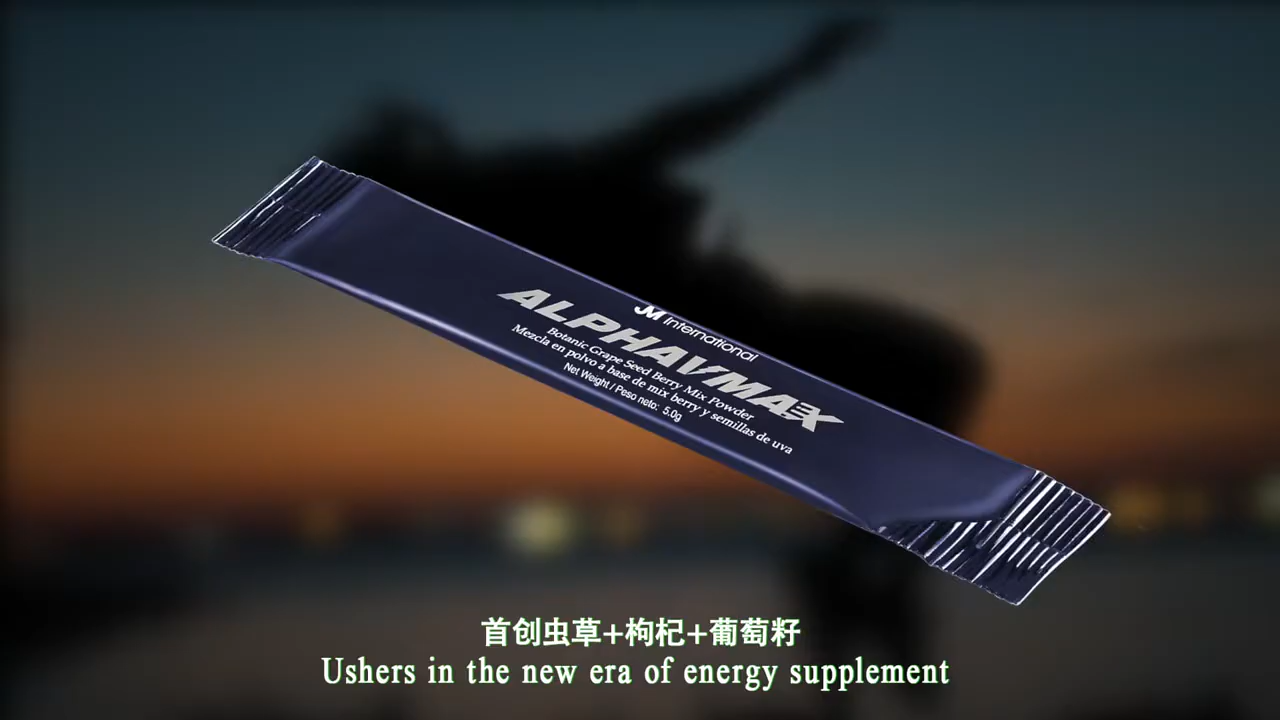 JM International
ALPHAVMAX
Botanic Grape Seed Berry Mix Powder
Mezcla en polvo a base de mix berry y semillas de uva
Net Weight / Peso neto: 5.0g
首创虫草+枸杞+葡萄籽
Ushers in the new era of energy supplement